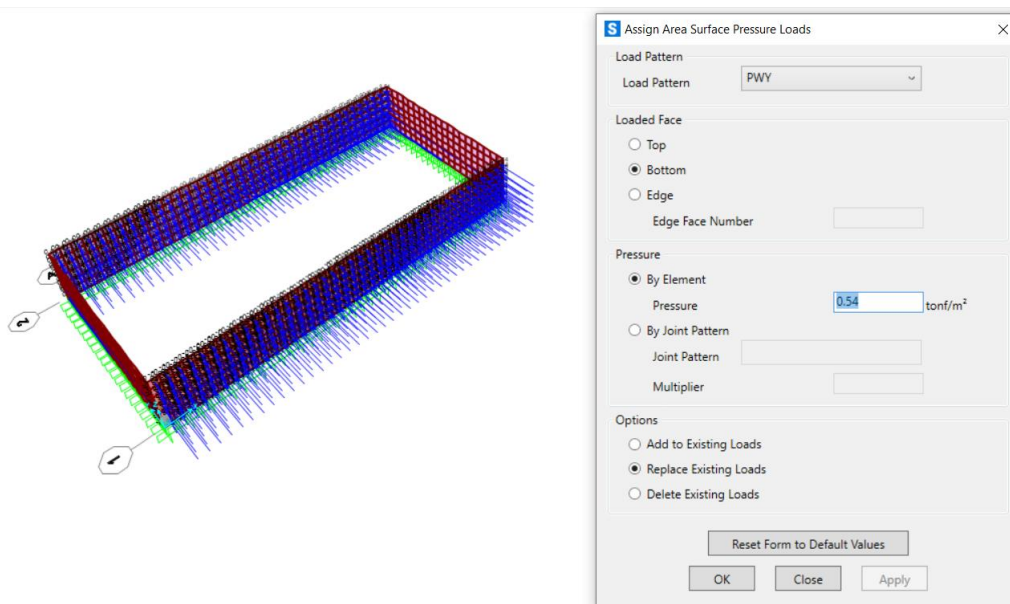 Assign Area Surface Pressure Loads
Load Pattern
Load Pattern
PWY
Loaded Face
Top
Bottom
Edge
Edge Face Number
Pressure
By Element
Pressure
0.54
tonf/m²
By Joint Pattern
Joint Pattern
Multiplier
Options
Add to Existing Loads
Replace Existing Loads
Delete Existing Loads
Reset Form to Default Values
OK
Close
Apply
2
1